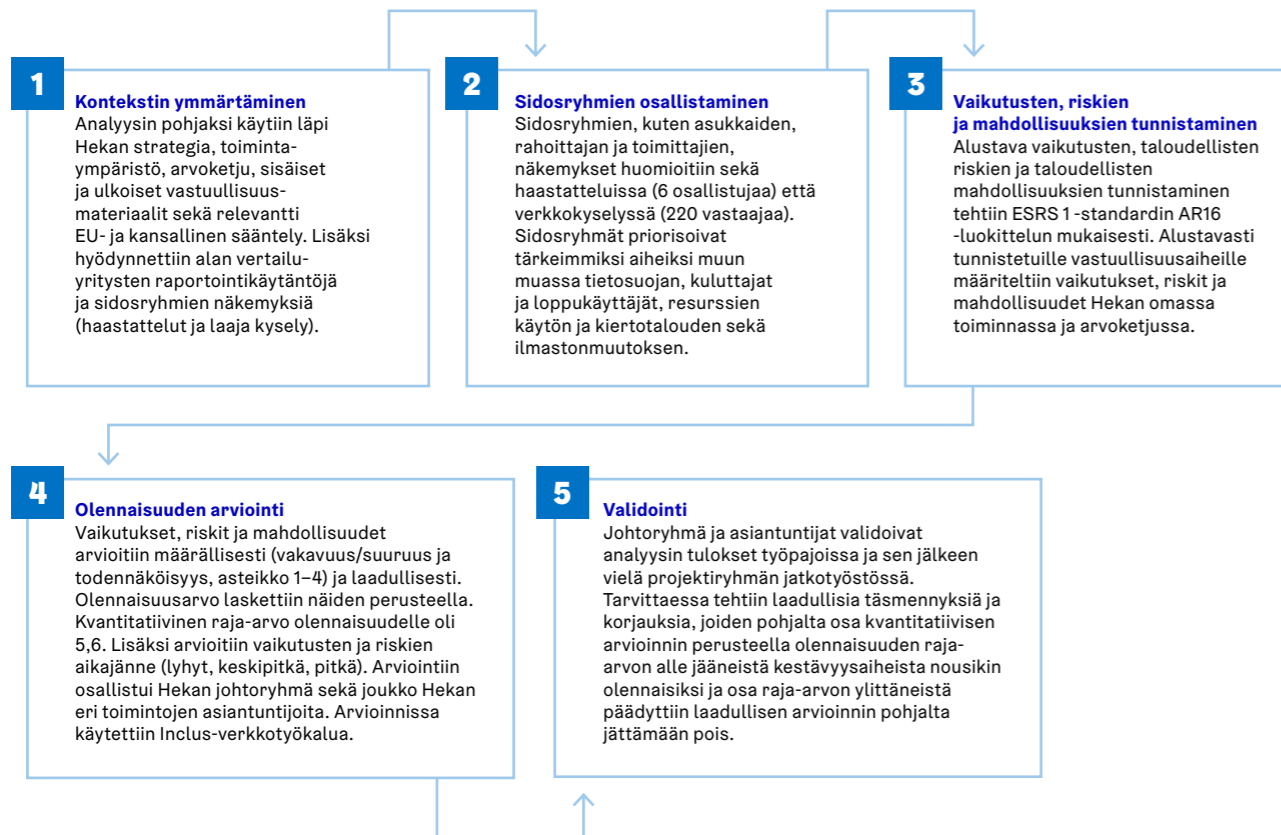 1
Kontekstin ymmärtäminen
Analyysin pohjaksi käytiin läpi
Hekan strategia, toiminta-
ympäristö, arvoketju, sisäiset
ja ulkoiset vastuullisuus-
materiaalit sekä relevantti
EU- ja kansallinen sääntely. Lisäksi
hyödynnettiin alan vertailu-
yritysten raportointikäytäntöjä
ja sidosryhmien näkemyksiä
(haastattelut ja laaja kysely).
2
Sidosryhmien osallistaminen
Sidosryhmien, kuten asukkaiden,
rahoittajan ja toimittajien,
näkemykset huomioitiin sekä
haastatteluissa (6 osallistujaa) että
verkkokyselyssä (220 vastaajaa).
Sidosryhmät priorisoivat
tärkeimmiksi aiheiksi muun
muassa tietosuojan, kuluttajat
ja loppukäyttäjät, resurssien
käytön ja kiertotalouden sekä
ilmastonmuutoksen.
3
Vaikutusten, riskien
ja mahdollisuuksien tunnistaminen
Alustava vaikutusten, taloudellisten
riskien ja taloudellisten
mahdollisuuksien tunnistaminen
tehtiin ESRS 1 -standardin AR16
-luokittelun mukaisesti. Alustavasti
tunnistetuille vastuullisuusaiheille
määriteltiin vaikutukset, riskit ja
mahdollisuudet Hekan omassa
toiminnassa ja arvoketjussa.
4
Olennaisuuden arviointi
Vaikutukset, riskit ja mahdollisuudet
arvioitiin määrällisesti (vakavuus/suuruus ja
todennäköisyys, asteikko 1–4) ja laadullisesti.
Olennaisuusarvo laskettiin näiden perusteella.
Kvantitatiivinen raja-arvo olennaisuudelle oli
5,6. Lisäksi arvioitiin vaikutusten ja riskien
aikajänne (lyhyt, keskipitkä, pitkä). Arviointiin
osallistui Hekan johtoryhmä sekä joukko Hekan
eri toimintojen asiantuntijoita. Arvioinnissa
käytettiin Inclus-verkkotyökalua.
5
Validointi
Johtoryhmä ja asiantuntijat validoivat
analyysin tulokset työpajoissa ja sen jälkeen
vielä projektiryhmän jatkotyöstössä.
Tarvittaessa tehtiin laadullisia täsmennyksiä ja
korjauksia, joiden pohjalta osa kvantitatiivisen
arvioinnin perusteella olennaisuuden raja-
arvon alle jääneistä kestävyysaiheista nousikin
olennaisiksi ja osa raja-arvon ylittäneistä
päädyttiin laadullisen arvioinnin pohjalta
jättämään pois.